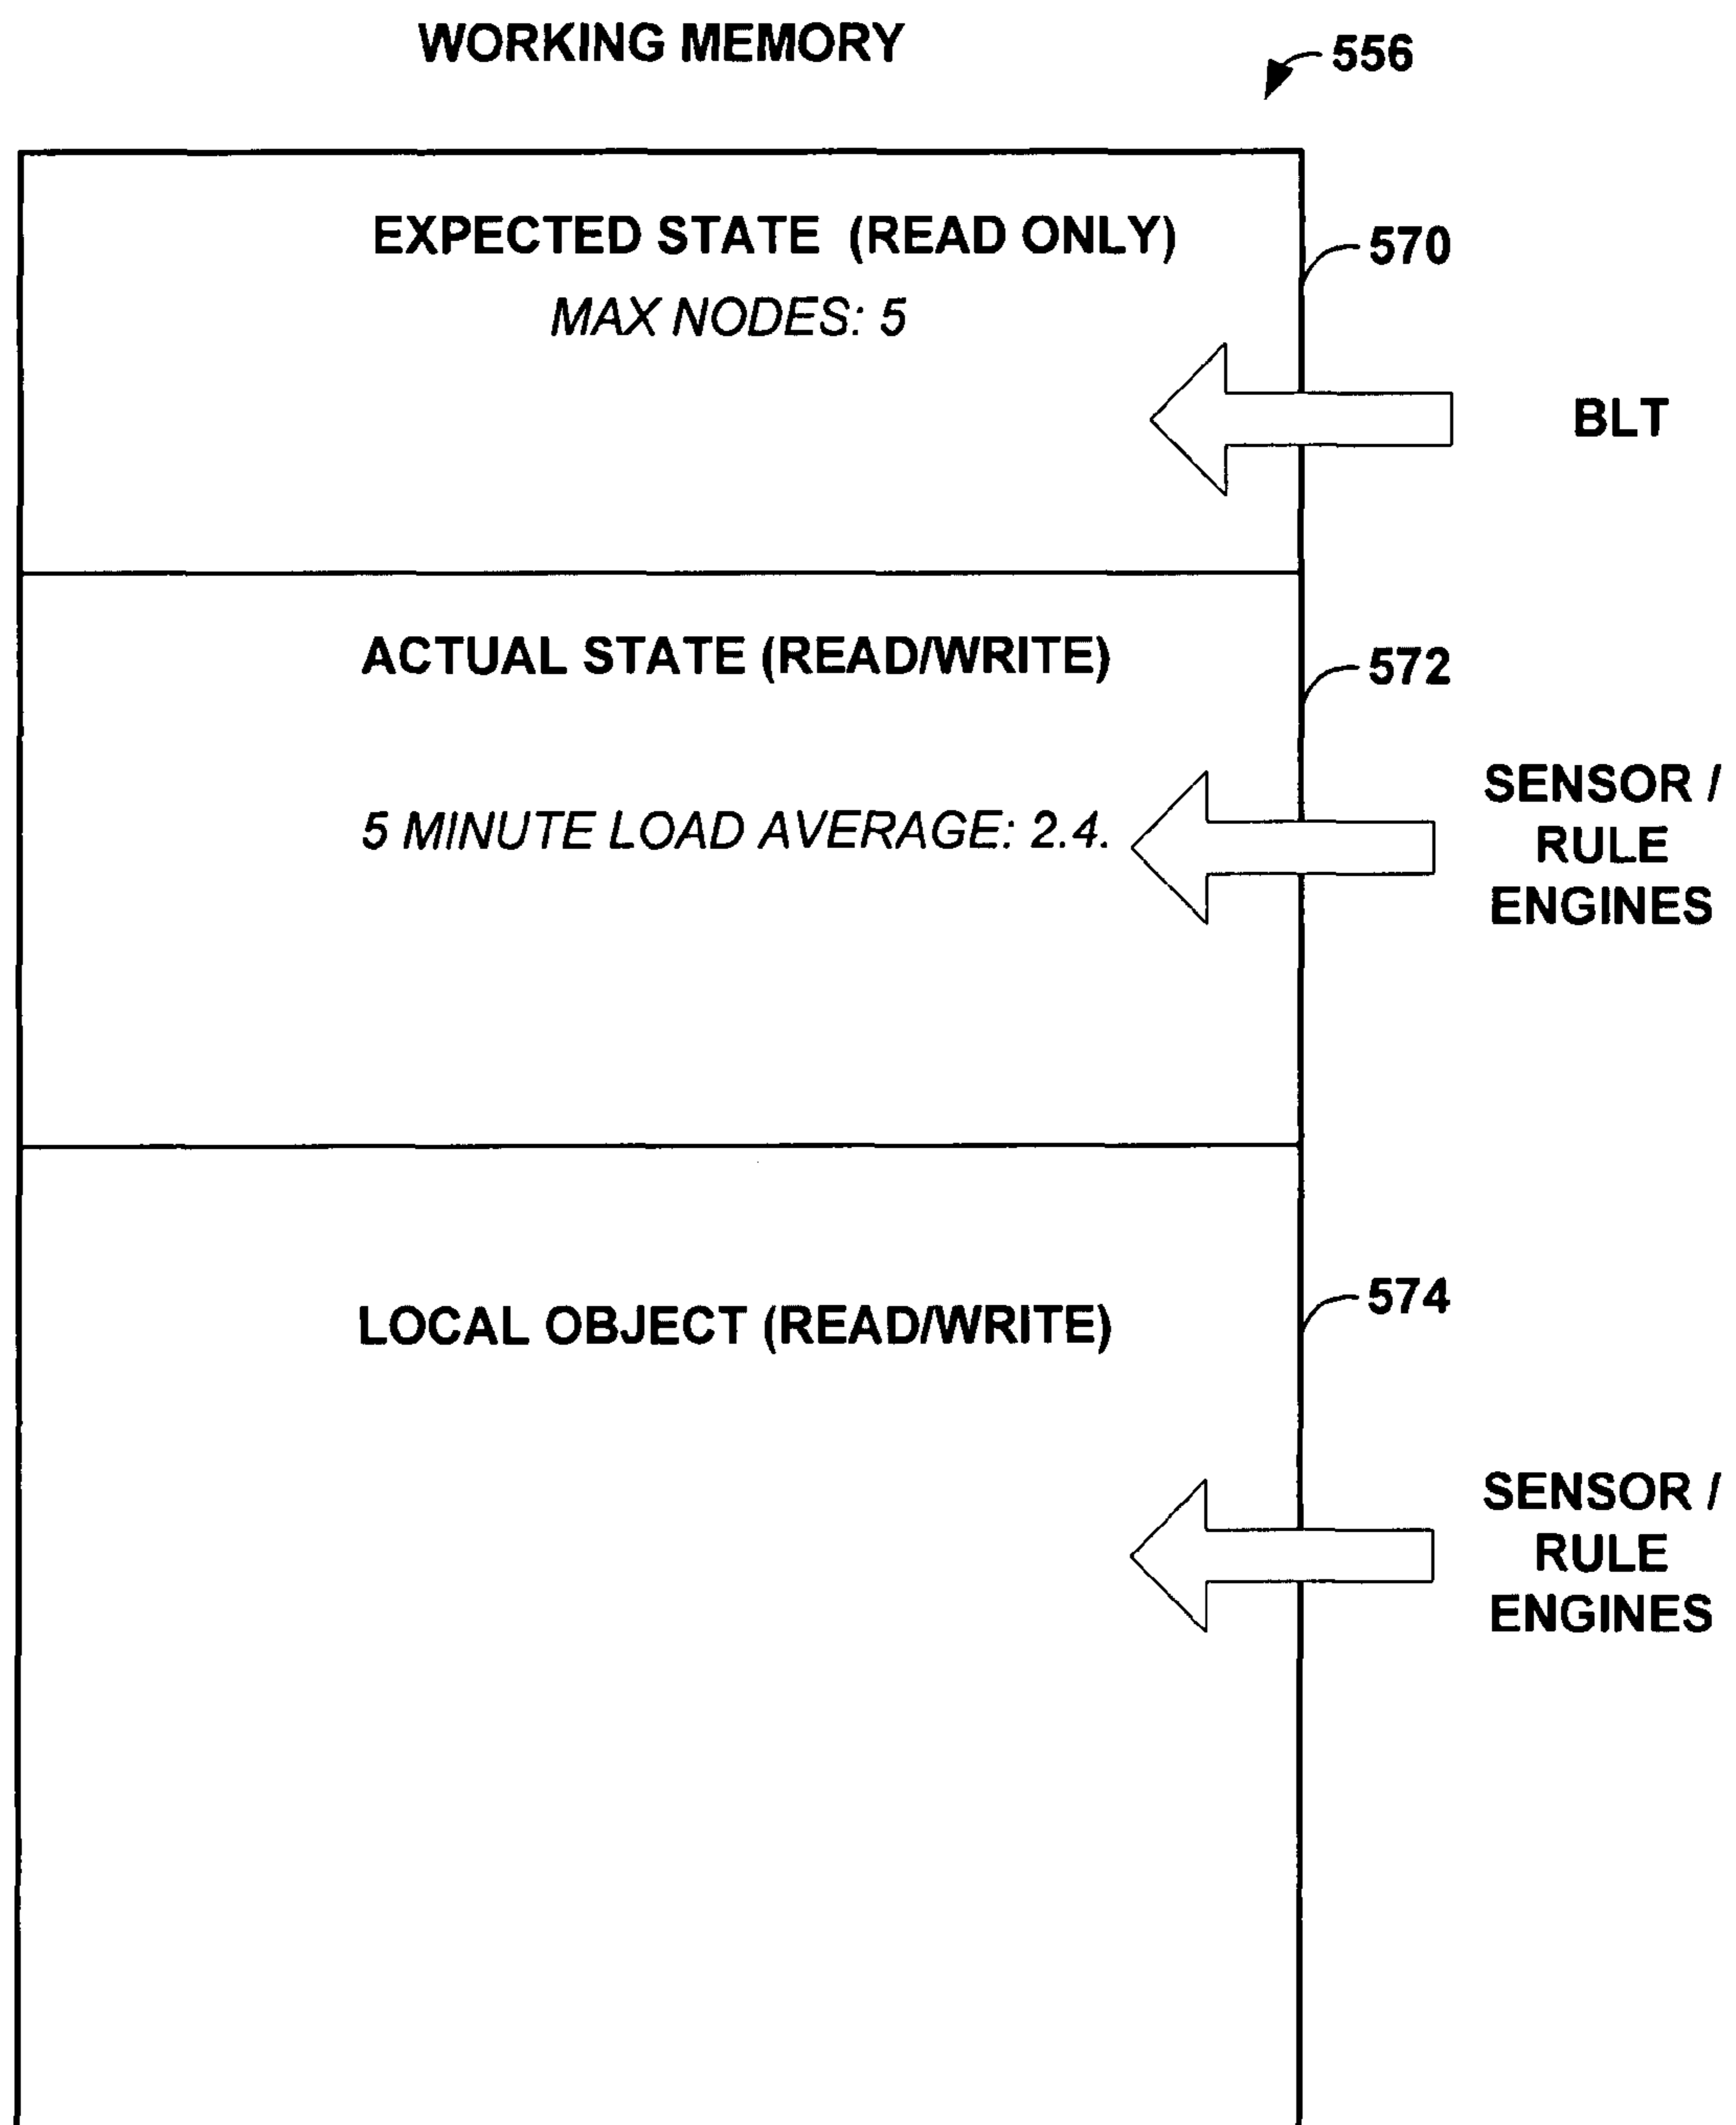 WORKING MEMORY
556
EXPECTED STATE (READ ONLY)
570
MAX NODES: 5
BLT
ACTUAL STATE (READ/WRITE)
572
5 MINUTE LOAD AVERAGE: 2.4.
SENSOR /
RULE
ENGINES
LOCAL OBJECT (READ/WRITE)
574
SENSOR /
RULE
ENGINES